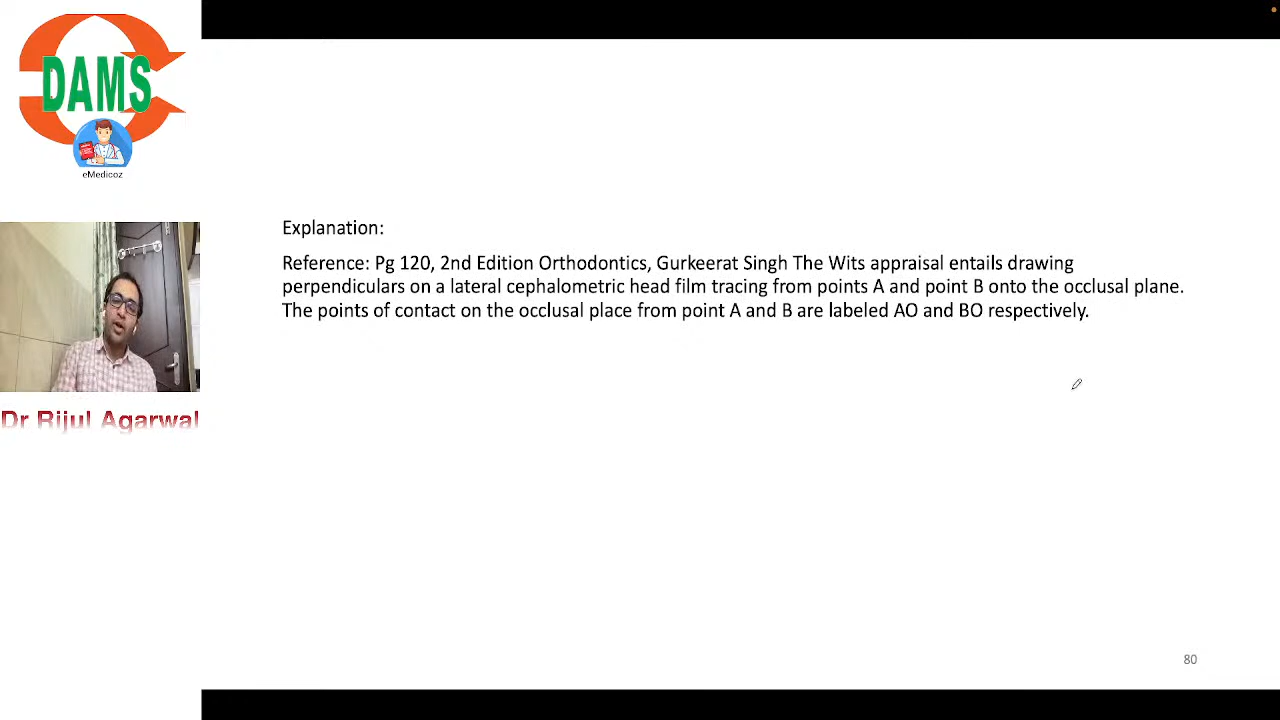 DAMS
eMedicoz
Dr Rijul Agarwal
Explanation:
Reference: Pg 120, 2nd Edition Orthodontics, Gurkeerat Singh The Wits appraisal entails drawing
perpendiculars on a lateral cephalometric head film tracing from points A and point B onto the occlusal plane.
The points of contact on the occlusal place from point A and B are labeled AO and BO respectively.
80